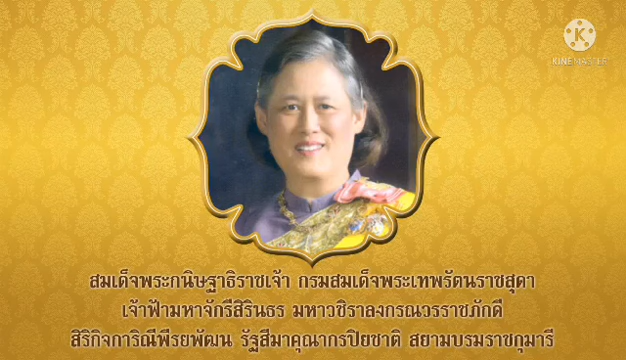 KINEMASTER
สมเด็จพระกนิษฐาธิราชเจ้า กรมสมเด็จพระเทพรัตนราชสุดา
เจ้าฟ้ามหาจักรีสิรินธร มหาวชิราลงกรณวรราชภักดี
สิริกิจการิณีพีรยพัฒน รัฐสีมาคุณากรปิยชาติ สยามบรมราชกุมารี